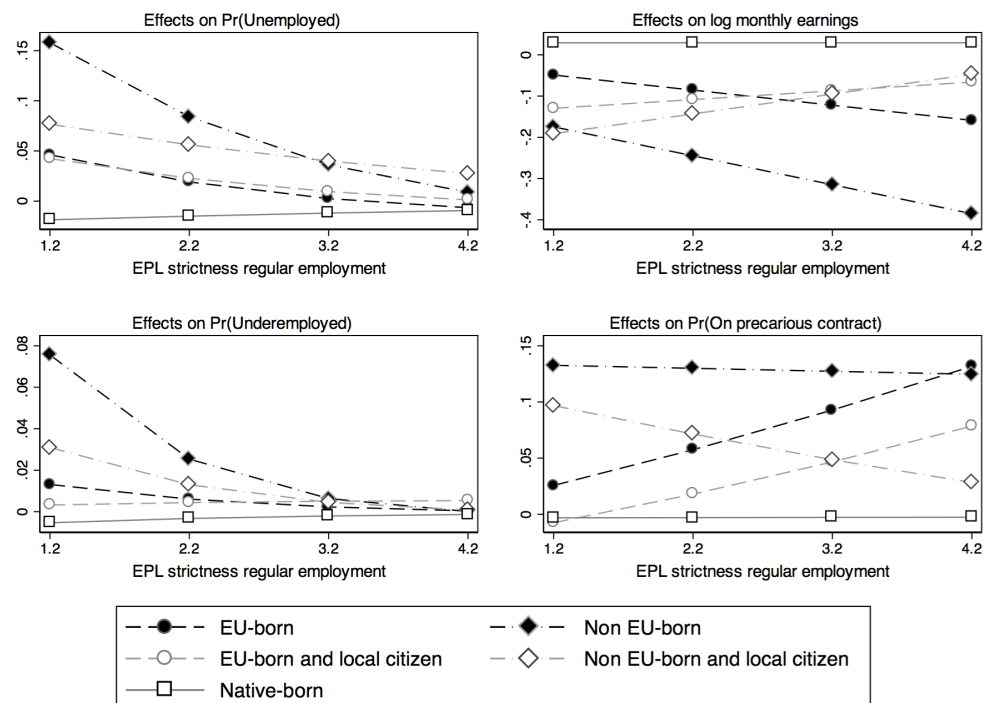 Effects on Pr(Unemployed)
.15
.1
.05
0
1.2 2.2 3.2 4.2
EPL strictness regular employment
Effects on log monthly earnings
0
-.1
-.2
-.3
-.4
1.2 2.2 3.2 4.2
EPL strictness regular employment
Effects on Pr(Underemployed)
.08
.06
.04
.02
0
1.2 2.2 3.2 4.2
EPL strictness regular employment
Effects on Pr(On precarious contract)
.15
.1
.05
0
1.2 2.2 3.2 4.2
EPL strictness regular employment
EU-born
Non EU-born
EU-born and local citizen
Non EU-born and local citizen
Native-born